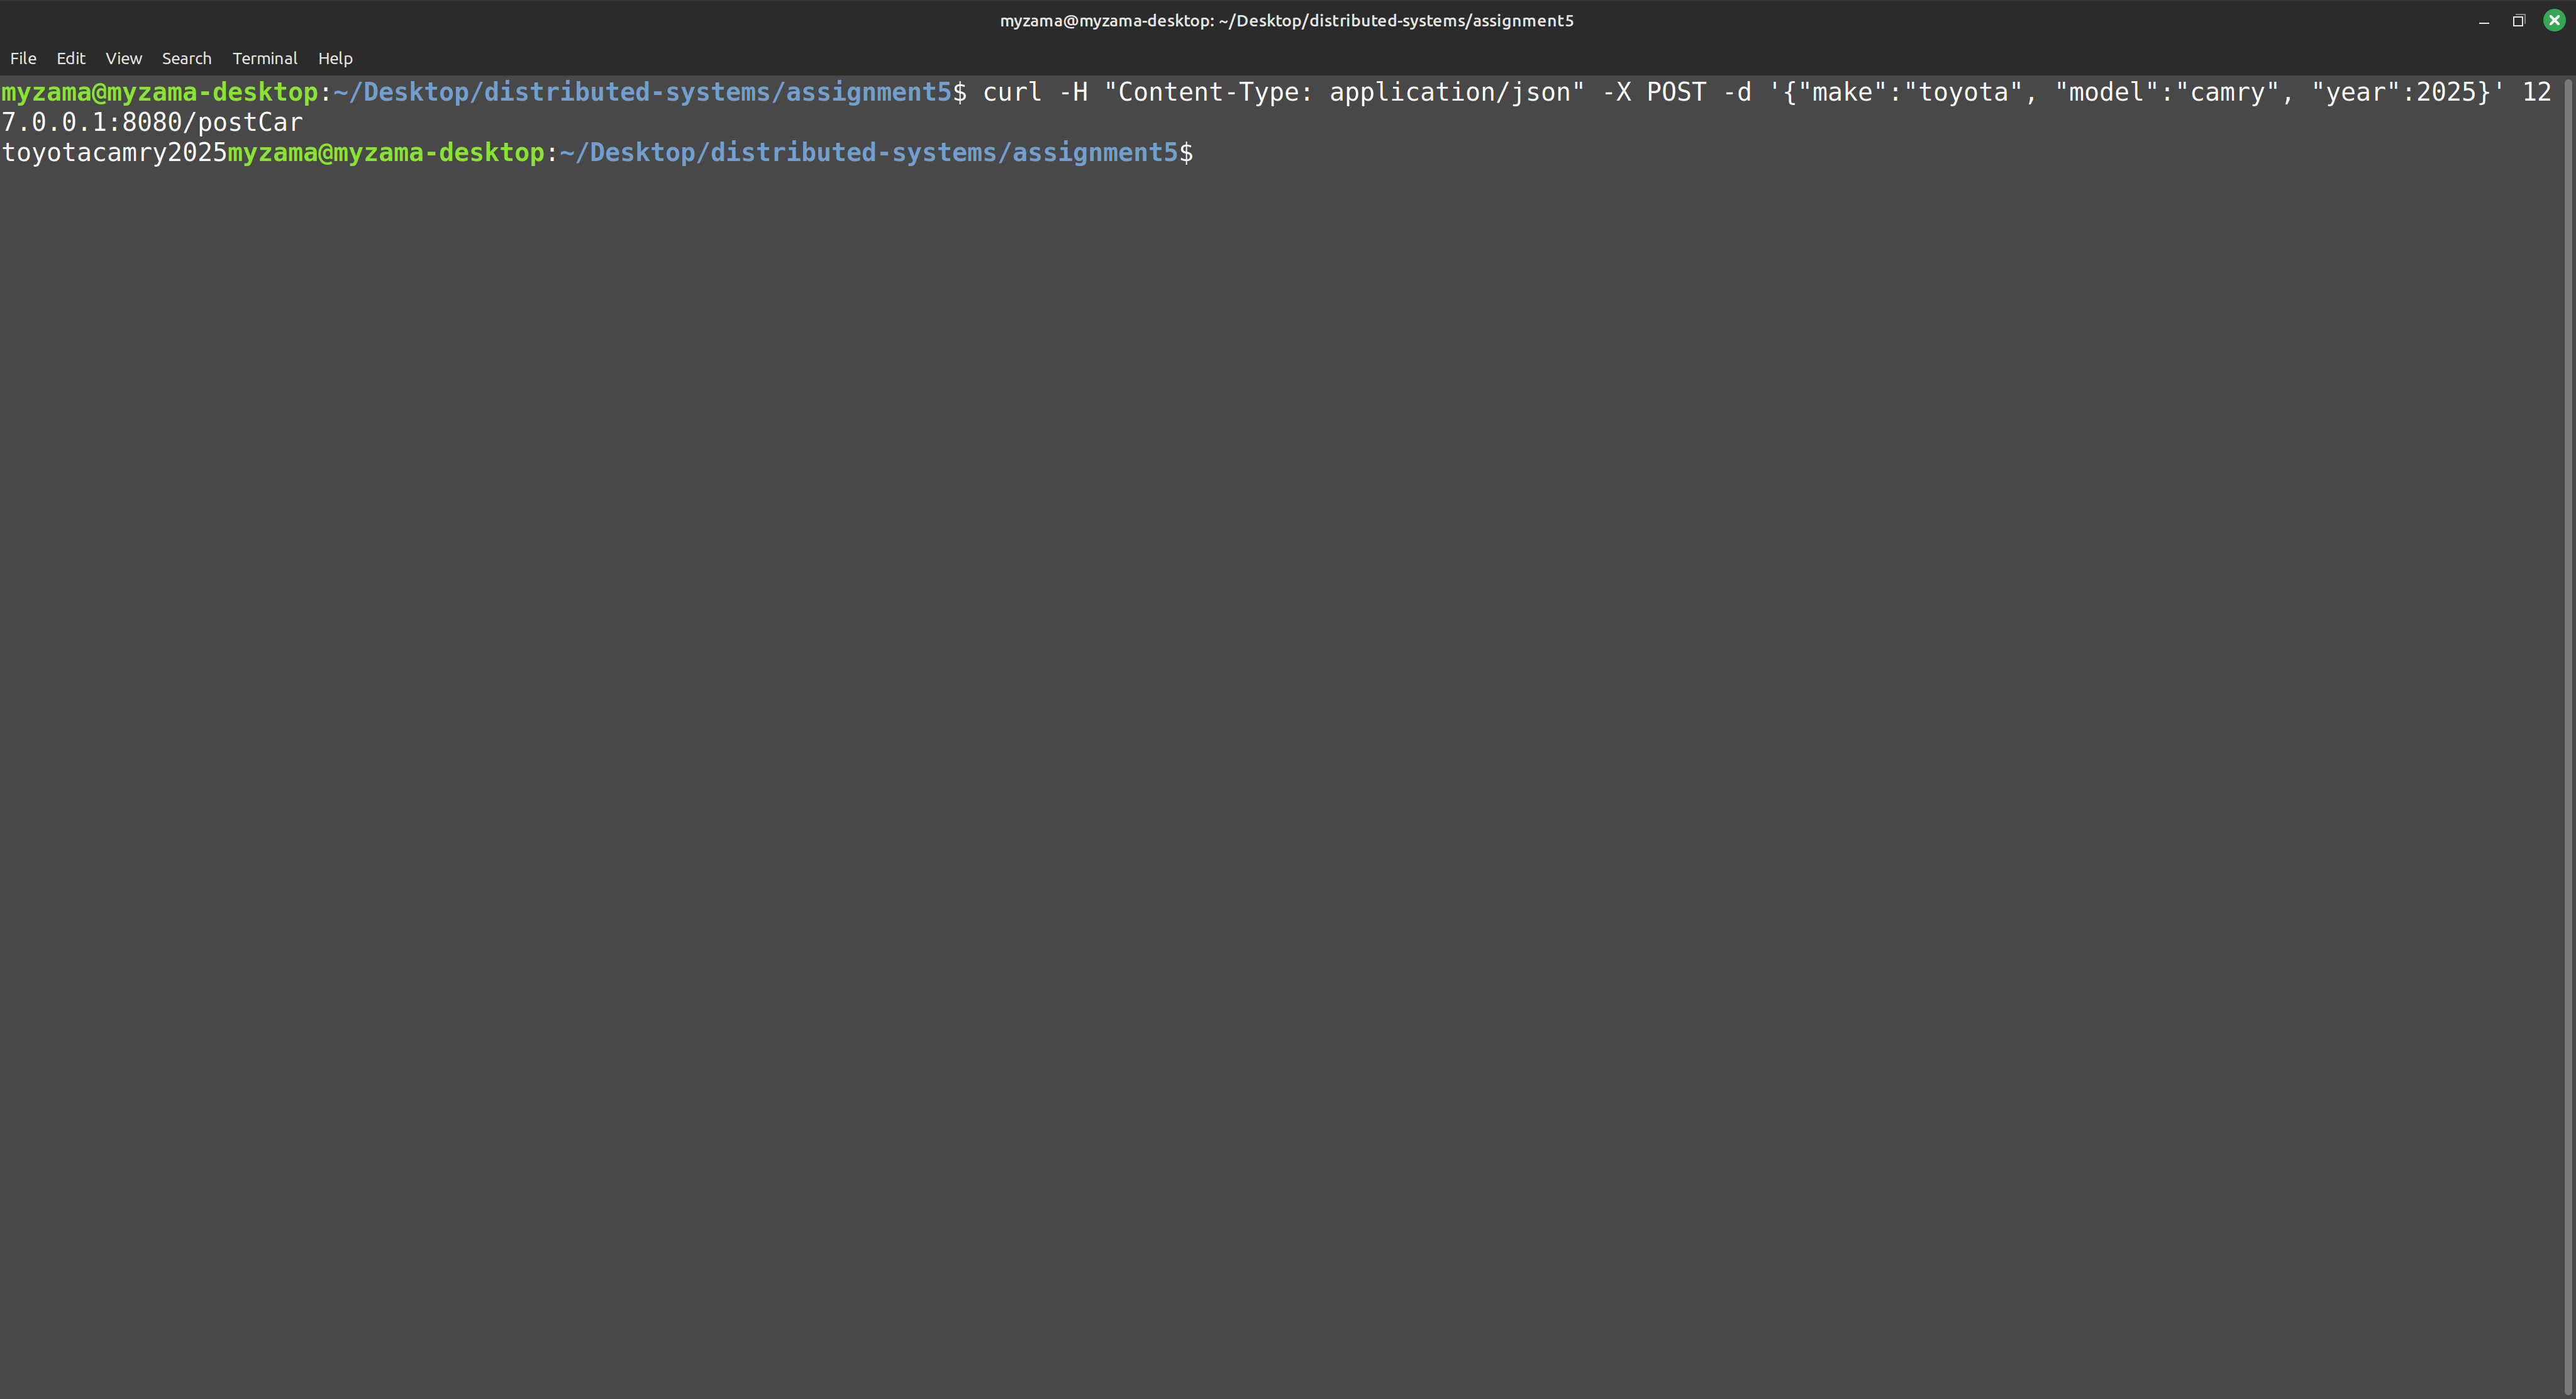 myzama@myzama-desktop: ~/Desktop/distributed-systems/assignment5
File Edit View Search Terminal Help
myzama@myzama-desktop:~/Desktop/distributed-systems/assignment5$ curl -H "Content-Type: application/json" -X POST -d '{"make":"toyota", "model":"camry", "year":2025}' 12
7.0.0.1:8080/postCar
toyotacamry2025myzama@myzama-desktop:~/Desktop/distributed-systems/assignment5$